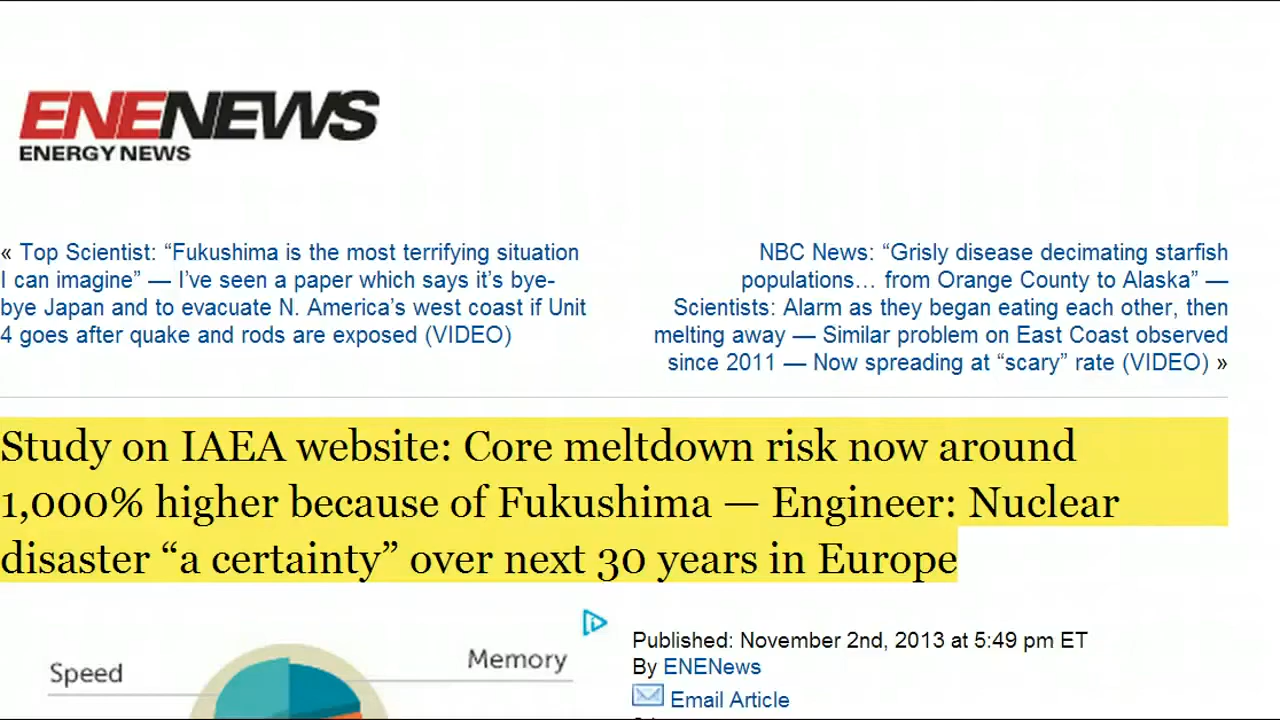 ENENEWS
ENERGY NEWS
« Top Scientist: “Fukushima is the most terrifying situation
I can imagine” — I’ve seen a paper which says it’s bye-
bye Japan and to evacuate N. America’s west coast if Unit
4 goes after quake and rods are exposed (VIDEO)
NBC News: “Grisly disease decimating starfish
populations… from Orange County to Alaska” —
Scientists: Alarm as they began eating each other, then
melting away — Similar problem on East Coast observed
since 2011 — Now spreading at “scary” rate (VIDEO) »
Study on IAEA website: Core meltdown risk now around
1,000% higher because of Fukushima — Engineer: Nuclear
disaster “a certainty” over next 30 years in Europe
Speed
Memory
Published: November 2nd, 2013 at 5:49 pm ET
By ENENews
Email Article